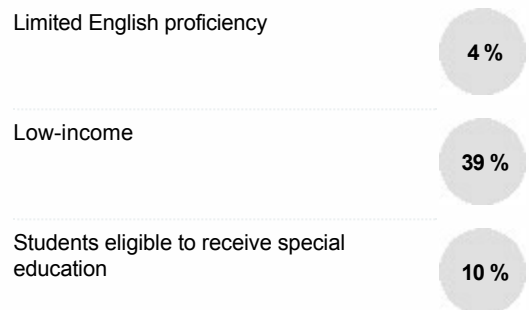 Limited English proficiency
4 %
Low-income
39 %
Students eligible to receive special
education
10 %